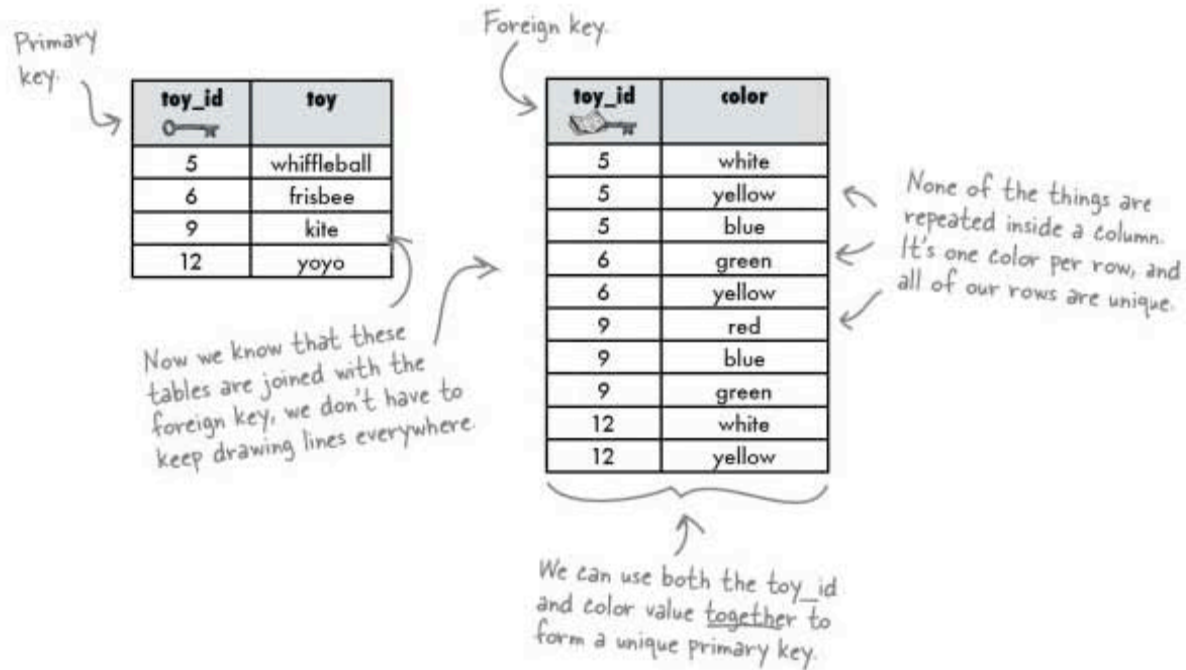 Primary
key.
toy_id
toy
5
whiffleball
6
frisbee
9
kite
12
yoyo
Now we know that these
tables are joined with the
foreign key, we don't have to
keep drawing lines everywhere.
Foreign key.
toy_id
color
5
white
5
yellow
5
blue
6
green
6
yellow
9
red
9
blue
9
green
12
white
12
yellow
None of the things are
repeated inside a column.
It's one color per row, and
all of our rows are unique.
We can use both the toy_id
and color value together to
form a unique primary key.